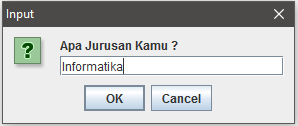 Input
Apa Jurusan Kamu ?
Informatika
OK Cancel